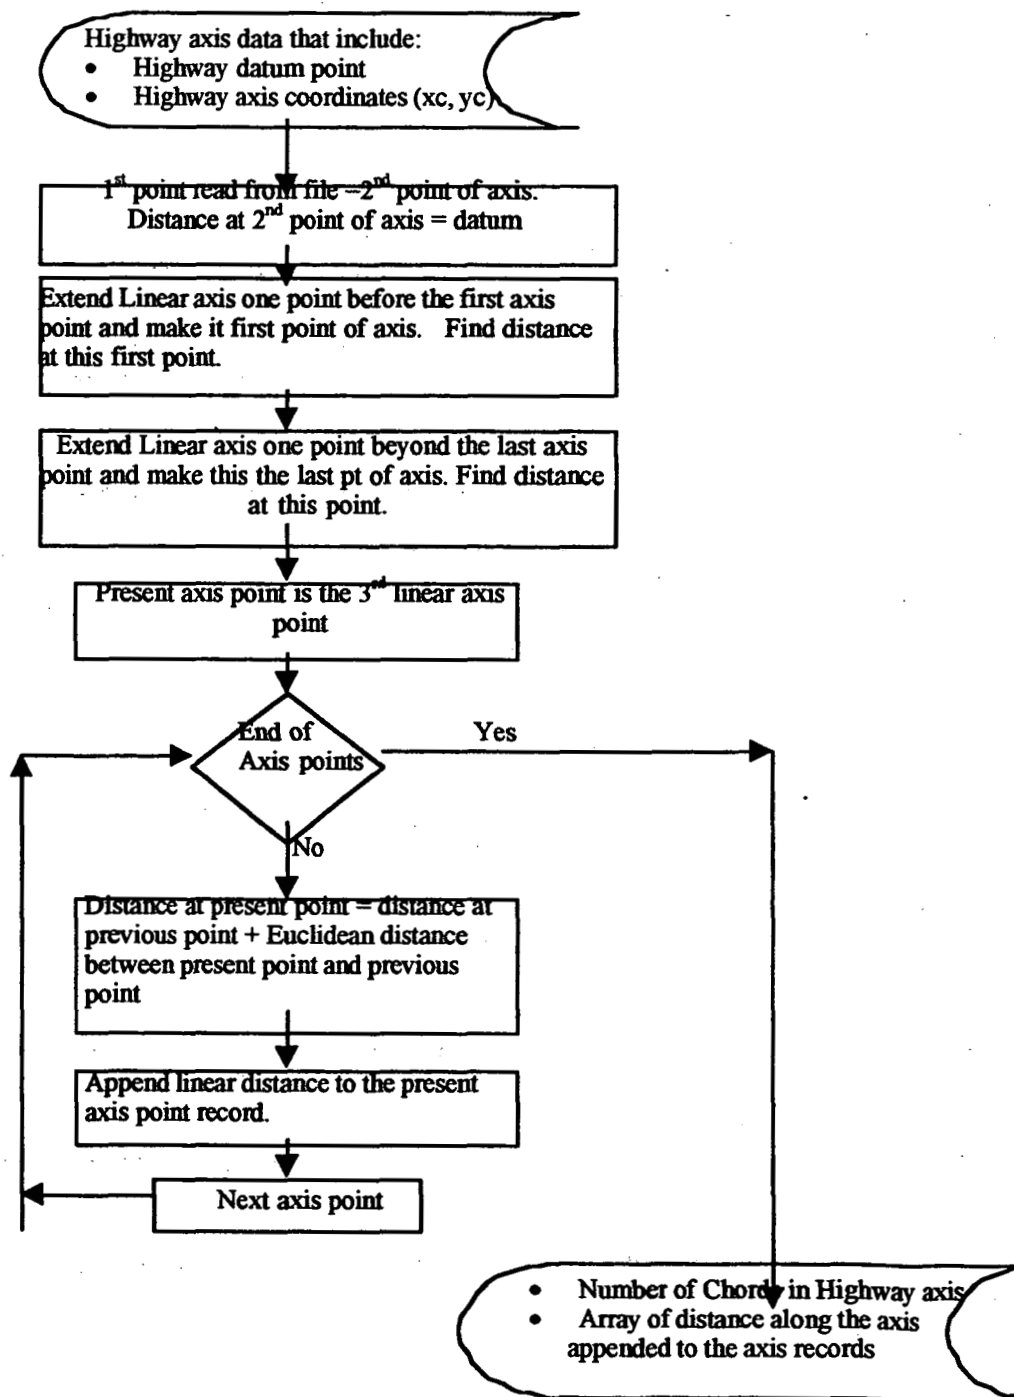 Highway axis data that include:
• Highway datum point
• Highway axis coordinates (xc, yc)
1st point read from file –2nd point of axis.
Distance at 2nd point of axis = datum
Extend Linear axis one point before the first axis
point and make it first point of axis. Find distance
at this first point.
Extend Linear axis one point beyond the last axis
point and make this the last pt of axis. Find distance
at this point.
Present axis point is the 3rd linear axis
point
End of
Axis points
Yes
No
Distance at present point = distance at
previous point + Euclidean distance
between present point and previous
point
Append linear distance to the present
axis point record.
Next axis point
• Number of Chords in Highway axis
• Array of distance along the axis
appended to the axis records